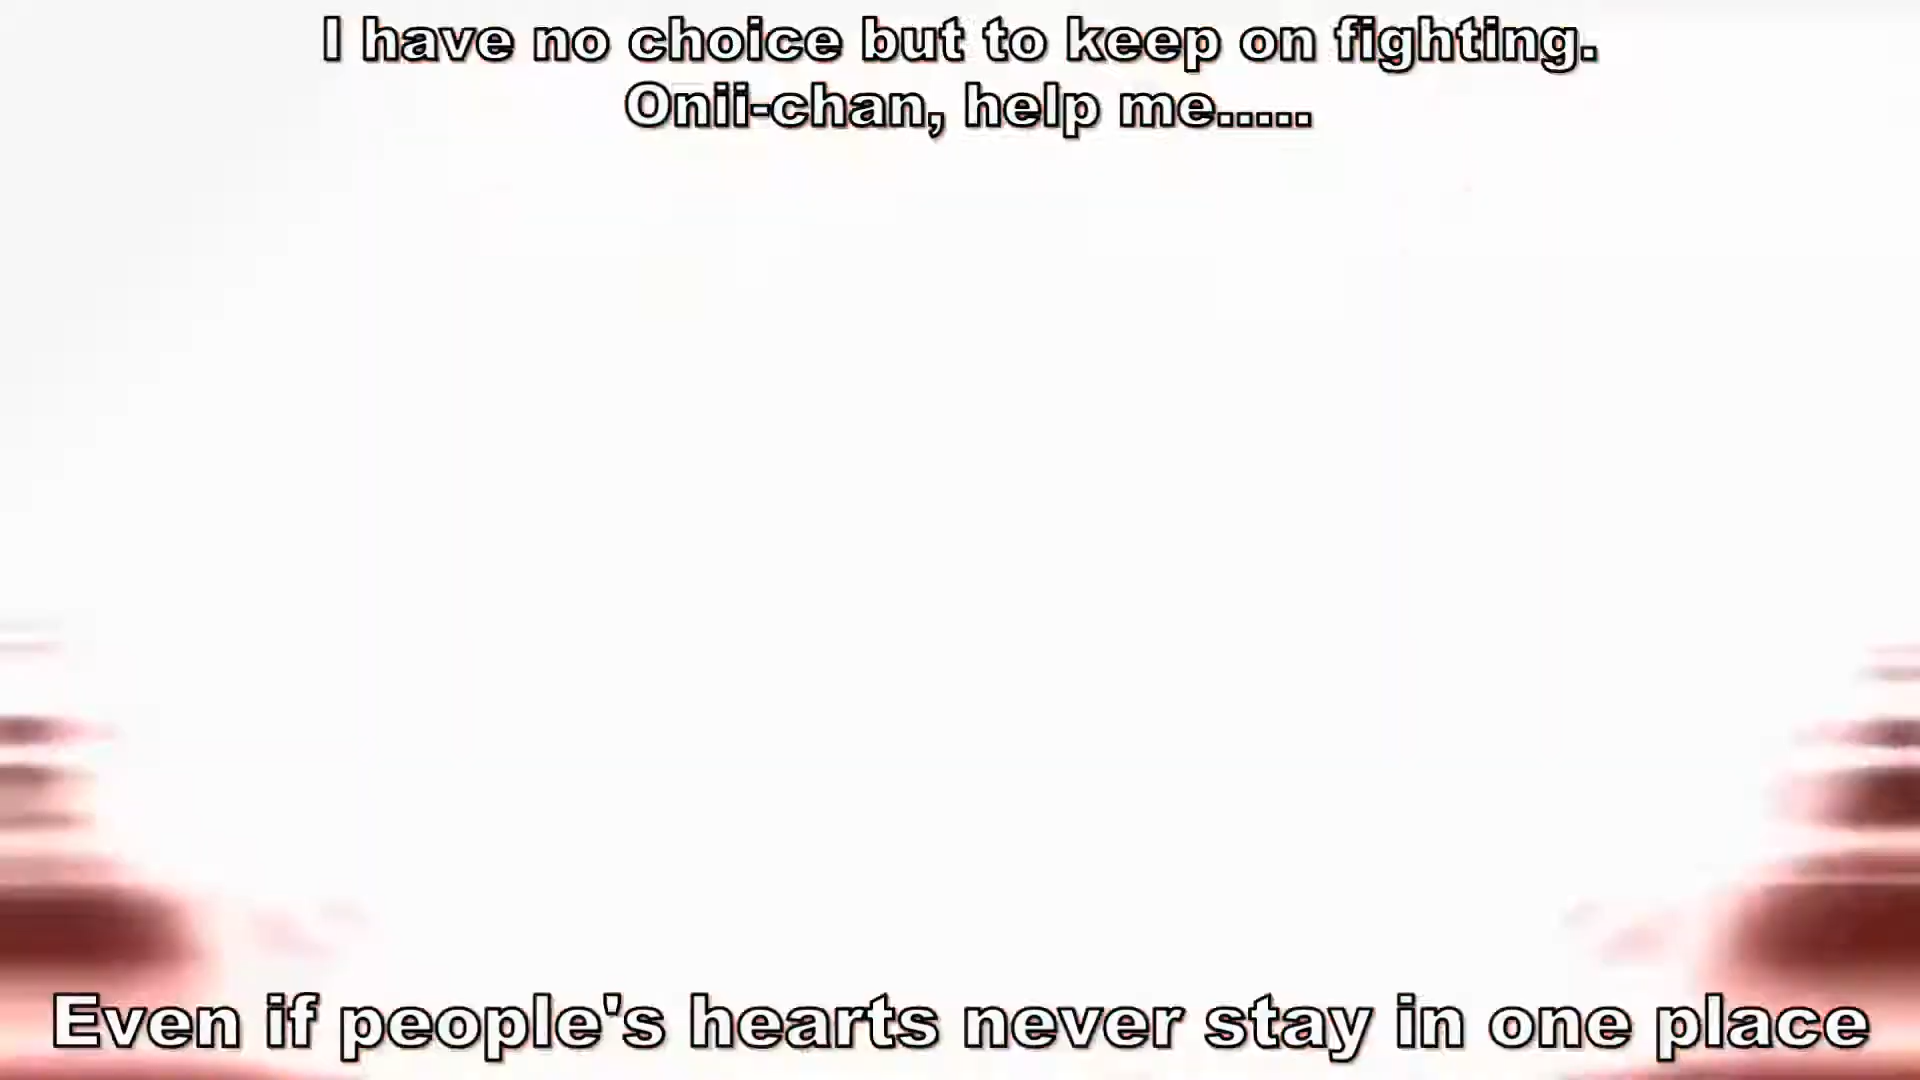 I have no choice but to keep on fighting.
Onii-chan, help me.....
Even if people's hearts never stay in one place